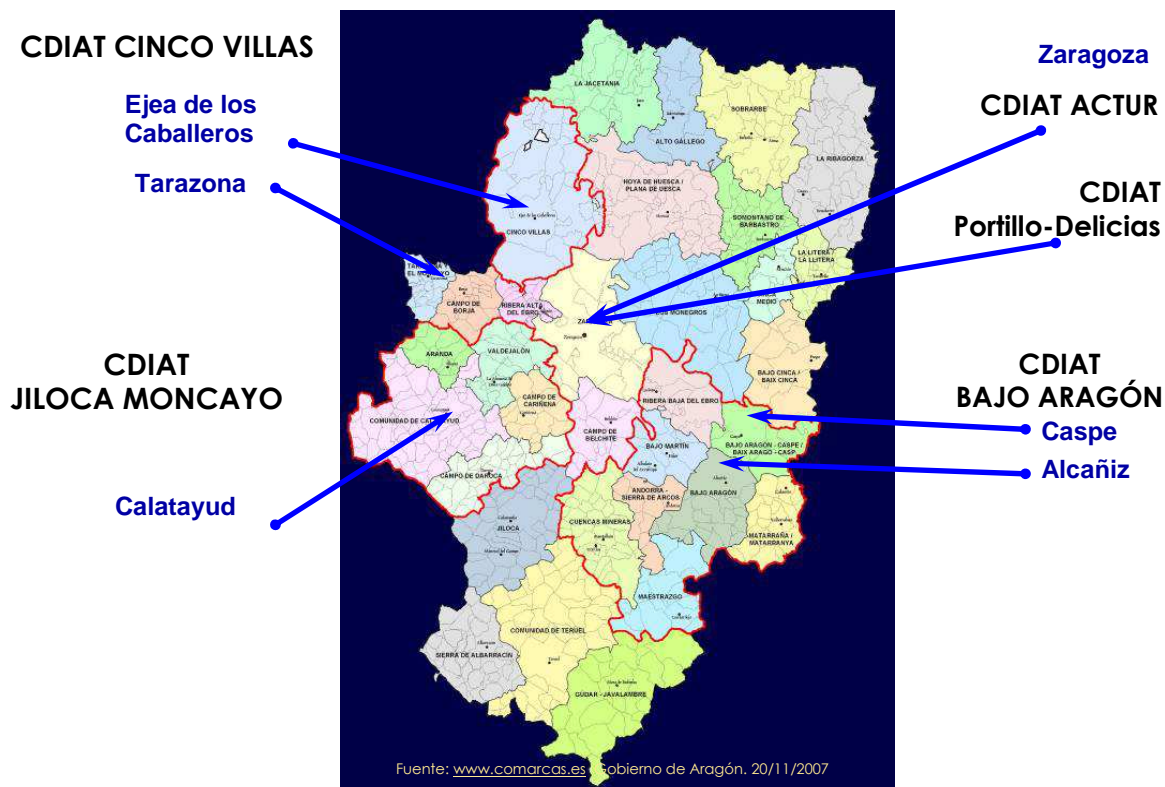 CDIAT CINCO VILLAS
Ejea de los
Caballeros
Tarazona
CDIAT
JILOCA MONCAYO
Calatayud
Zaragoza
CDIAT ACTUR
CDIAT
Portillo-Delicias
CDIAT
BAJO ARAGÓN
Caspe
Alcañiz
LA JACETANIA
ALTO GÁLLEGO
SOBRARBE
LA RIBAGORZA
HOYA DE HUESCA /
PLANA DE UESCA
SOMONTANO DE
BARBASTRO
LA LITERA /
LA LLITERA
MEDIO
CINCO VILLAS
Ejea de los Caballeros
EL MONCAYO
CAMPO DE
BORJA
RIBERA ALTA
DEL EBRO
Zaragoza
MONEGROS
BAJO CINCA /
BAIX CINCA
ARANDA
VALDEJALÓN
COMUNIDAD DE
CAMPO DE
CARIÑENA
CAMPO DE
BELCHITE
RIBERA BAJA DEL EBRO
BAJO ARAGÓN - CASPE /
BAIX ARAGÓ - CASP
CAMPO DE DAROCA
BAJO MARTÍN
ANDORRA -
SIERRA DE ARCOS
BAJO ARAGÓN
MATARRAÑA /
MATARRANYA
JILOCA
CUENCAS MINERAS
MAESTRAZGO
COMUNIDAD DE TERUEL
SIERRA DE ALBARRACÍN
GÚDAR - JAVALAMBRE
Fuente: www.comarcas.es Gobierno de Aragón. 20/11/2007